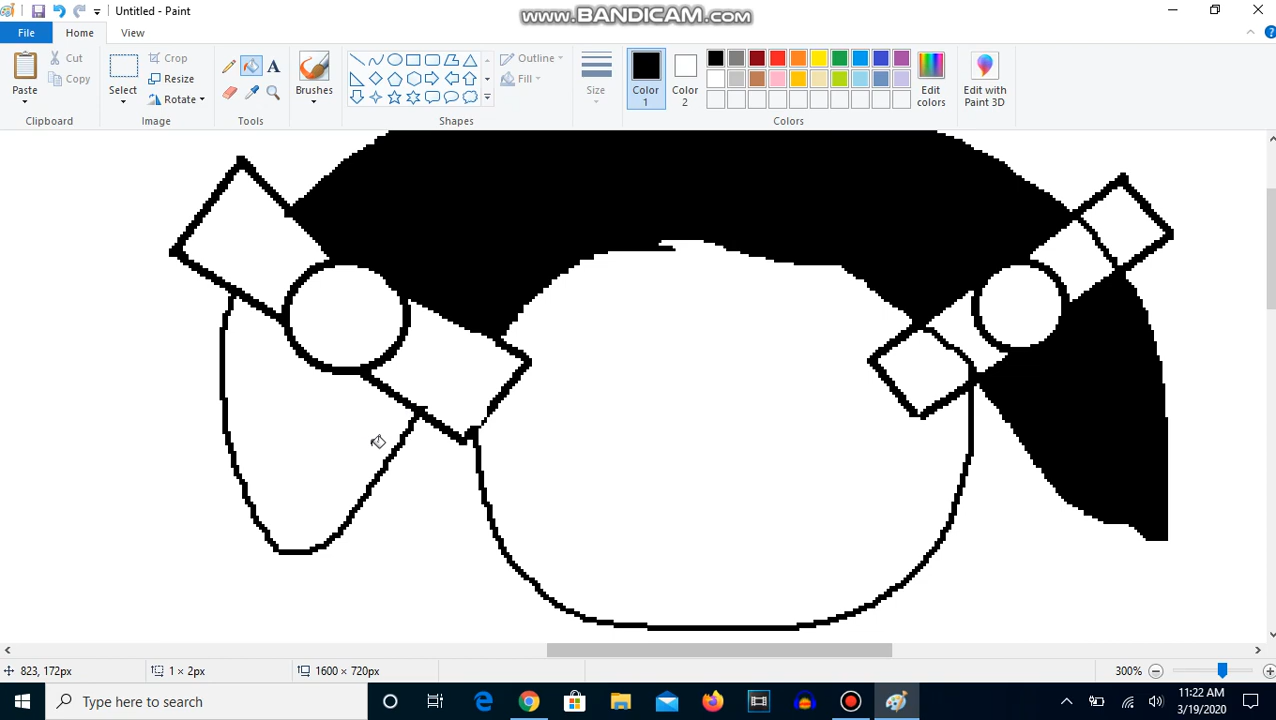 Untitled - Paint
www.BANDICAM.com
File
Home
View
Paste
Cut
Copy
Clipboard
Select
Crop
Resize
Rotate
Image
A
Tools
Brushes
Outline
Fill
Shapes
Size
Color 1
Color 2
Edit colors
Colors
Edit with Paint 3D
823, 172px
1 × 2px
1600 × 720px
300%
Type here to search
11:22 AM
3/19/2020